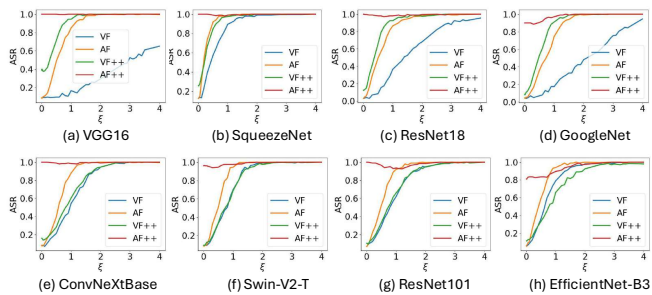 1.0
0.8
0.6
0.4
0.2
ASR
0 1 2 3 4
ξ
VF
AF
VF++
AF++
(a) VGG16
1.0
0.8
0.6
0.4
0.2
ASR
0 1 2 3 4
ξ
VF
AF
VF++
AF++
(b) SqueezeNet
1.0
0.8
0.6
0.4
0.2
0.0
ASR
0 1 2 3 4
ξ
VF
AF
VF++
AF++
(c) ResNet18
1.0
0.8
0.6
0.4
0.2
0.0
ASR
0 1 2 3 4
ξ
VF
AF
VF++
AF++
(d) GoogleNet
1.0
0.8
0.6
0.4
0.2
ASR
0 1 2 3 4
ξ
VF
AF
VF++
AF++
(e) ConvNeXtBase
1.0
0.8
0.6
0.4
0.2
ASR
0 1 2 3 4
ξ
VF
AF
VF++
AF++
(f) Swin-V2-T
1.0
0.8
0.6
0.4
0.2
ASR
0 1 2 3 4
ξ
VF
AF
VF++
AF++
(g) ResNet101
1.0
0.8
0.6
0.4
0.2
ASR
0 1 2 3 4
ξ
VF
AF
VF++
AF++
(h) EfficientNet-B3